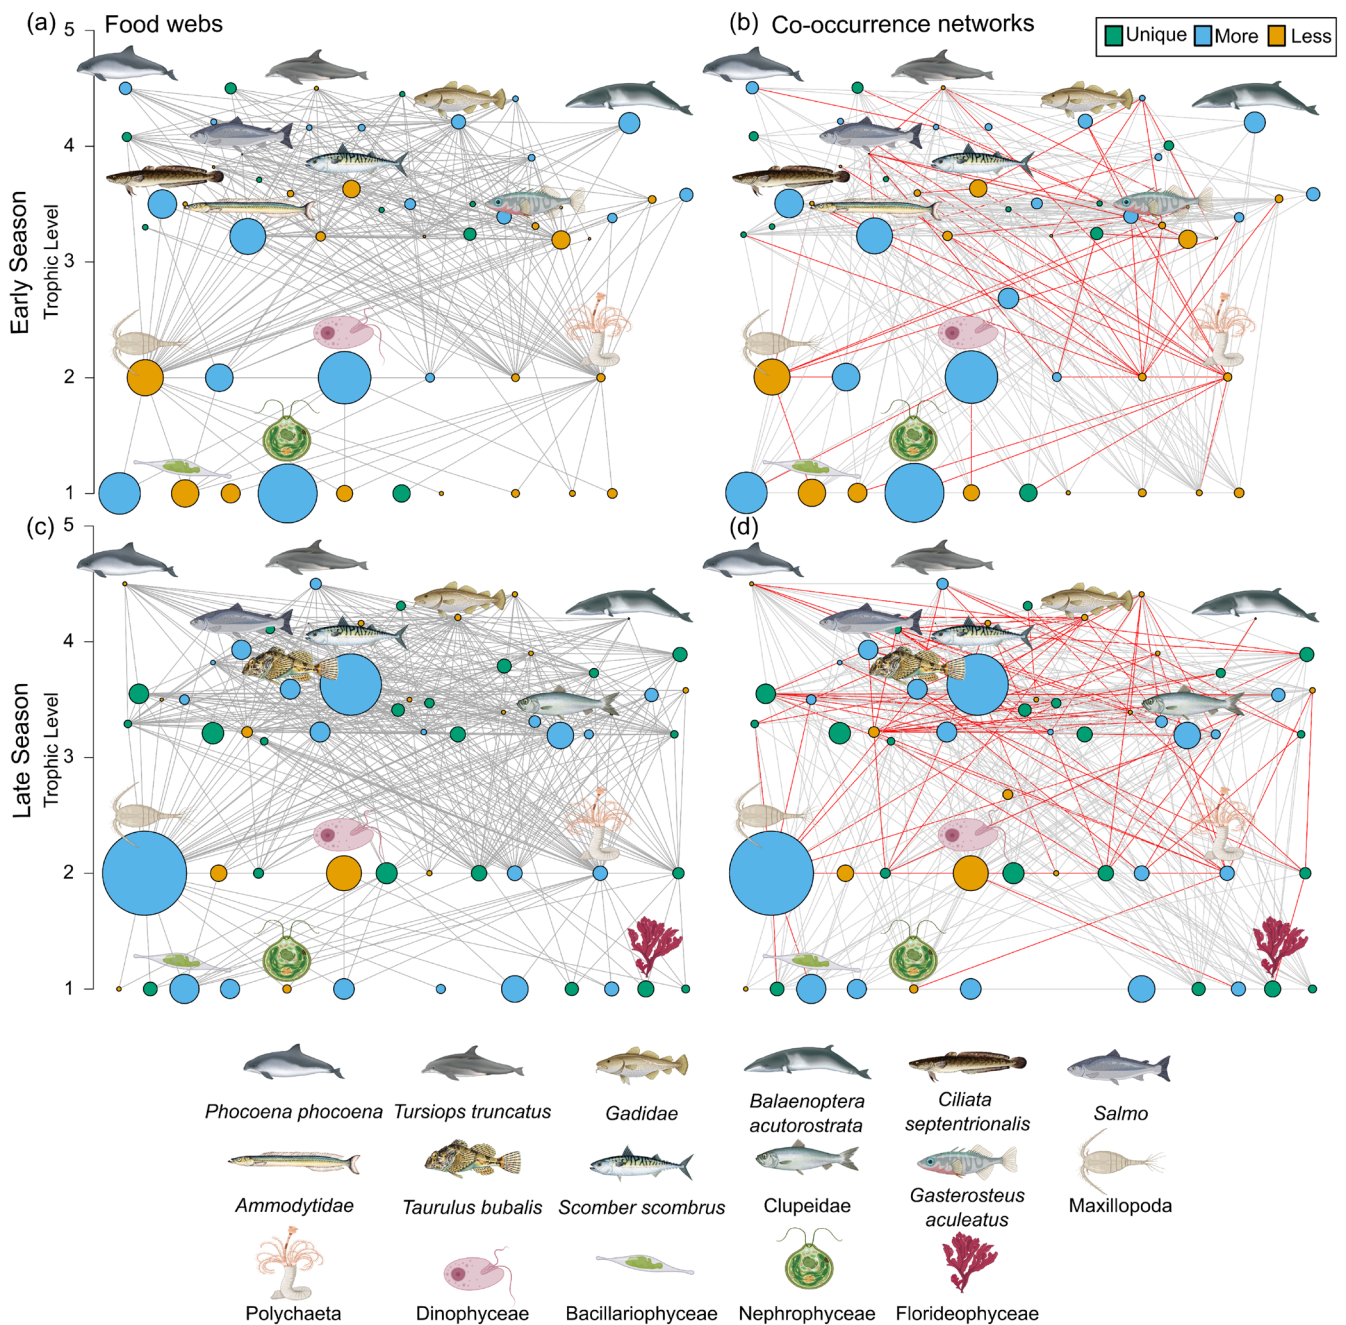 (a) Food webs
(b) Co-occurrence networks
Unique More Less
5
4
3
2
1
Early Season
Trophic Level
(c)
(d)
5
4
3
2
1
Late Season
Trophic Level
Phocoena phocoena
Tursiops truncatus
Gadidae
Balaenoptera
acutorostrata
Ciliata
septentrionalis
Salmo
Ammodytidae
Taurulus bubalis
Scomber scombrus
Clupeidae
Gasterosteus
aculeatus
Maxillopoda
Polychaeta
Dinophyceae
Bacillariophyceae
Nephrophyceae
Florideophyceae